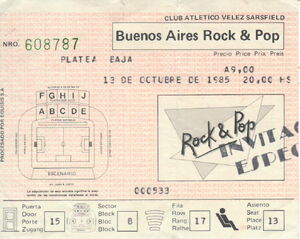 CLUB ATLETICO VELEZ SARSFIELD
NRO. 608787
Buenos Aires Rock & Pop
Precio Price Prix Preis
PLATEA BAJA
A9,00
13 DE OCTUBRE DE 1985 - 20,00 HS
F G H I J
A B C D E
ESCENARIO
Rock & Pop
INVITAC
ESPEC
000533
Puerta
Door
Porte
Zugang
15
Sector
Block
Bloc
Block
8
Fila
Row
Rang
Reihe
17
Asiento
Seat
Place
Sitz
13